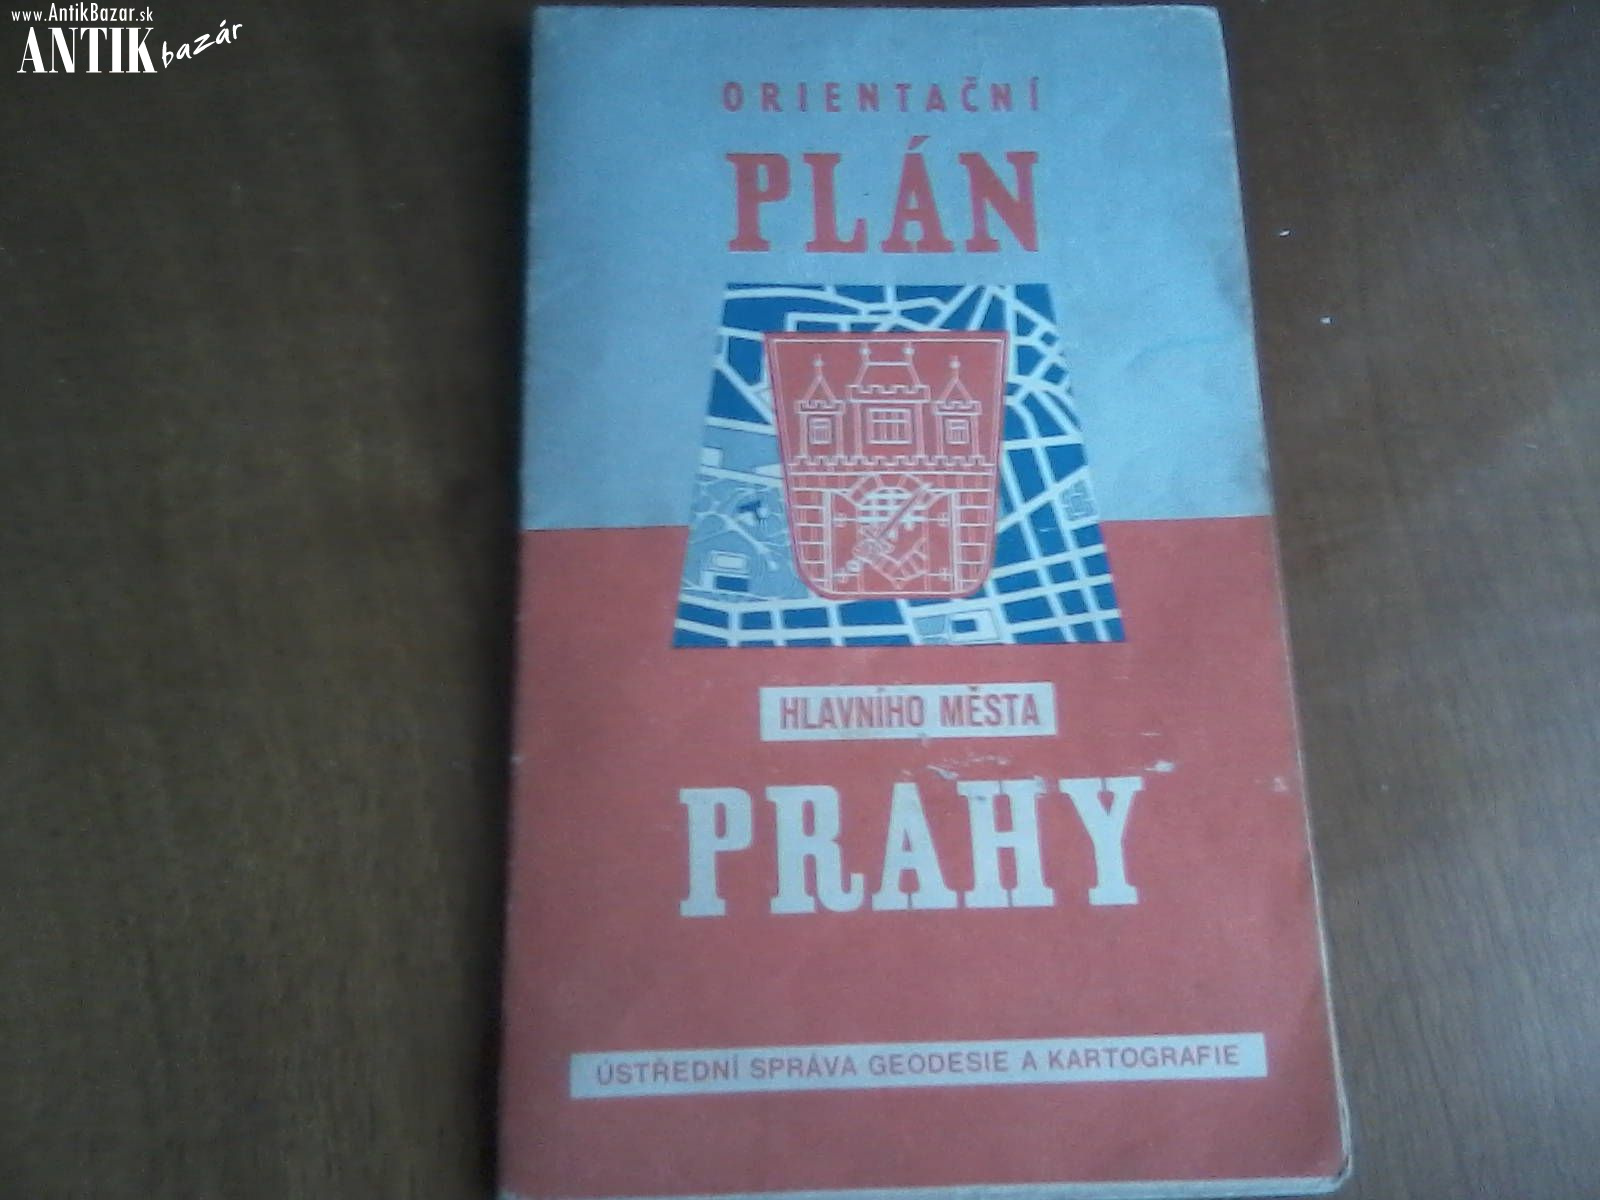 www.AntikBazar.sk
ANTIK bazár
ORIENTAČNÍ
PLÁN
HLAVNÍHO MĚSTA
PRAHY
ÚSTŘEDNÍ SPRÁVA GEODESIE A KARTOGRAFIE